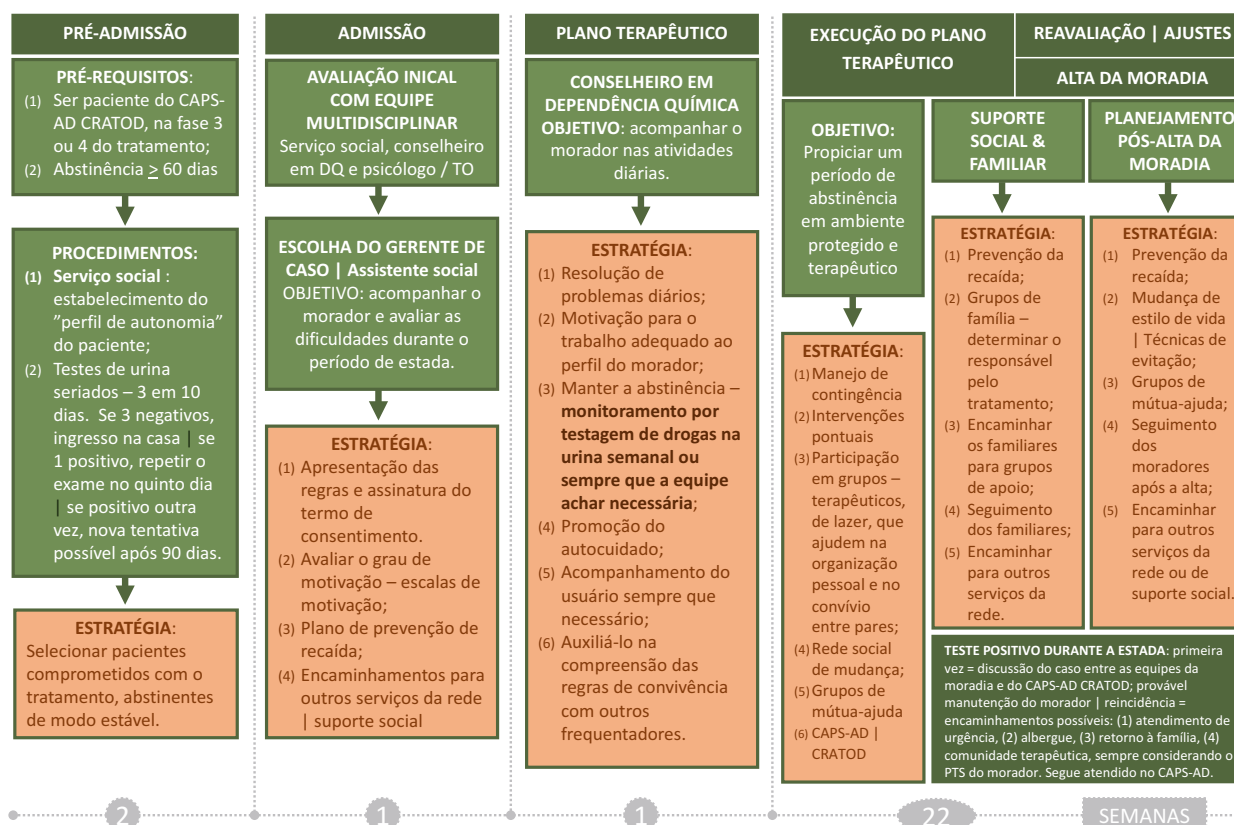 PRÉ-ADMISSÃO
PRÉ-REQUISITOS:
(1) Ser paciente do CAPS-
AD CRATOD, na fase 3
ou 4 do tratamento;
(2) Abstinência > 60 dias
PROCEDIMENTOS:
(1) Serviço social :
estabelecimento do
”perfil de autonomia”
do paciente;
(2) Testes de urina
seriados – 3 em 10
dias. Se 3 negativos,
ingresso na casa | se
1 positivo, repetir o
exame no quinto dia
| se positivo outra
vez, nova tentativa
possível após 90 dias.
ESTRATÉGIA:
Selecionar pacientes
comprometidos com o
tratamento, abstinentes
de modo estável.
2
ADMISSÃO
AVALIAÇÃO INICAL
COM EQUIPE
MULTIDISCIPLINAR
Serviço social, conselheiro
em DQ e psicólogo / TO
ESCOLHA DO GERENTE DE
CASO | Assistente social
OBJETIVO: acompanhar o
morador e avaliar as
dificuldades durante o
período de estada.
ESTRATÉGIA:
(1) Apresentação das
regras e assinatura do
termo de
consentimento.
(2) Avaliar o grau de
motivação – escalas de
motivação;
(3) Plano de prevenção de
recaída;
(4) Encaminhamentos para
outros serviços da rede
| suporte social
1
PLANO TERAPÊUTICO
CONSELHEIRO EM
DEPENDÊNCIA QUÍMICA
OBJETIVO: acompanhar o
morador nas atividades
diárias.
ESTRATÉGIA:
(1) Resolução de
problemas diários;
(2) Motivação para o
trabalho adequado ao
perfil do morador;
(3) Manter a abstinência –
monitoramento por
testagem de drogas na
urina semanal ou
sempre que a equipe
achar necessária;
(4) Promoção do
autocuidado;
(5) Acompanhamento do
usuário sempre que
necessário;
(6) Auxiliá-lo na
compreensão das
regras de convivência
com outros
frequentadores.
1
EXECUÇÃO DO PLANO
TERAPÊUTICO
REAVALIAÇÃO | AJUSTES
ALTA DA MORADIA
OBJETIVO:
Propiciar um
período de
abstinência
em ambiente
protegido e
terapêutico
ESTRATÉGIA:
(1) Manejo de
contingência
(2) Intervenções
pontuais
(3) Participação
em grupos –
terapêuticos,
de lazer, que
ajudem na
organização
pessoal e no
convívio
entre pares;
(4) Rede social
de mudança;
(5) Grupos de
mútua-ajuda
(6) CAPS-AD |
CRATOD
SUPORTE
SOCIAL &
FAMILIAR
ESTRATÉGIA:
(1) Prevenção da
recaída;
(2) Grupos de
família –
determinar o
responsável
pelo
tratamento;
(3) Encaminhar
os familiares
para grupos
de apoio;
(4) Seguimento
dos familiares;
(5) Encaminhar
para outros
serviços da
rede.
PLANEJAMENTO
PÓS-ALTA DA
MORADIA
ESTRATÉGIA:
(1) Prevenção da
recaída;
(2) Mudança de
estilo de vida
| Técnicas de
evitação;
(3) Grupos de
mútua-ajuda;
(4) Seguimento
dos
moradores
após a alta;
(5) Encaminhar
para outros
serviços da
rede ou de
suporte social.
TESTE POSITIVO DURANTE A ESTADA: primeira
vez = discussão do caso entre as equipes da
moradia e do CAPS-AD CRATOD; provável
manutenção do morador | reincidência =
encaminhamentos possíveis: (1) atendimento de
urgência, (2) albergue, (3) retorno à família, (4)
comunidade terapêutica, sempre considerando o
PTS do morador. Segue atendido no CAPS-AD.
22
SEMANAS